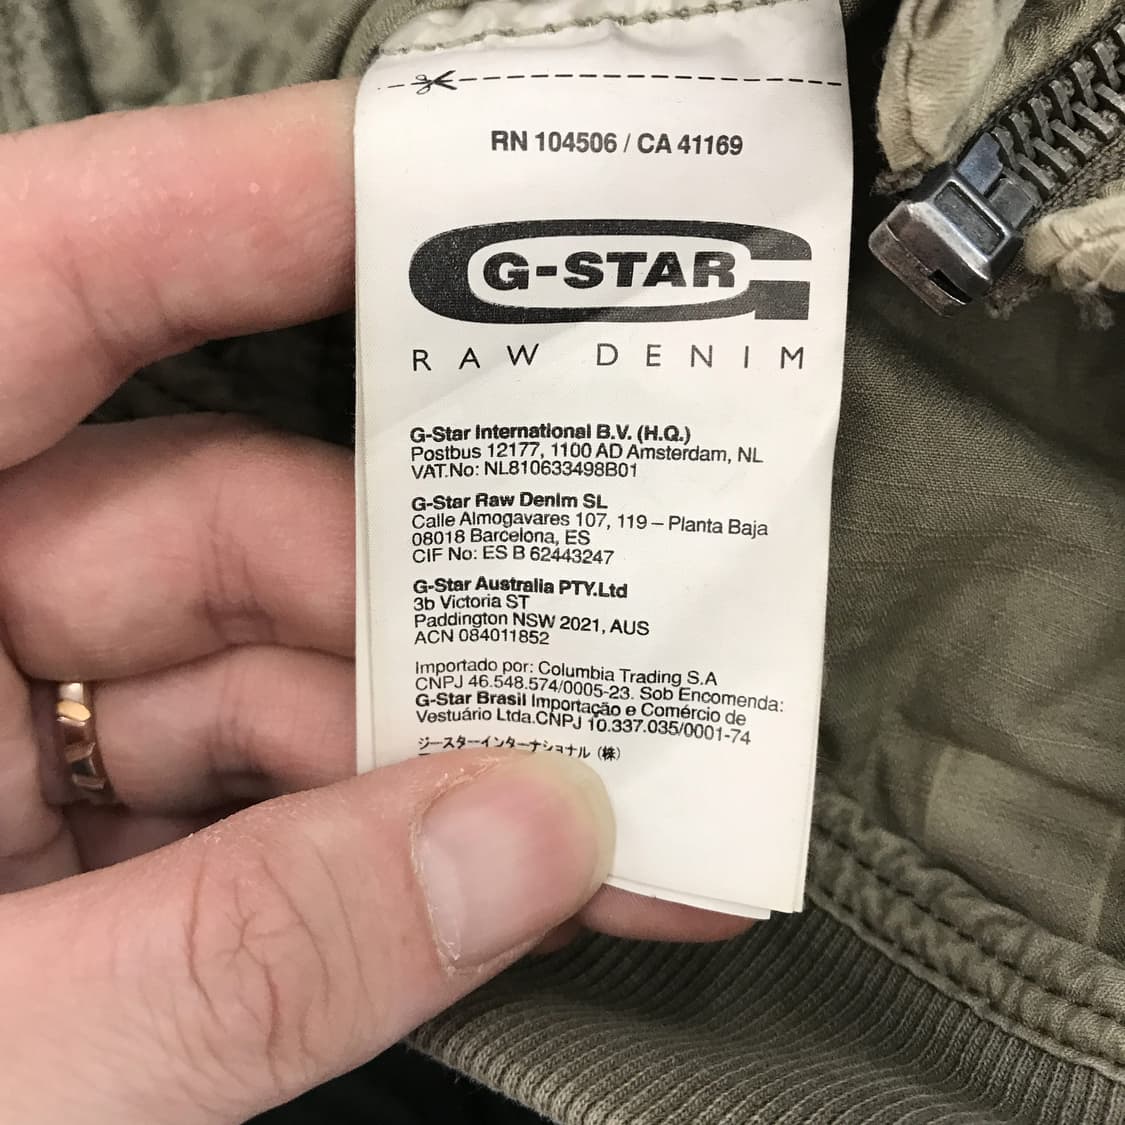 RN 104506 / CA 41169
G-STAR
RAW DENIM
G-Star International B.V. (H.Q.)
Postbus 12177, 1100 AD Amsterdam, NL
VAT.No: NL810633498B01
G-Star Raw Denim SL
Calle Almogavares 107, 119 – Planta Baja
08018 Barcelona, ES
CIF No: ES B 62443247
G-Star Australia PTY.Ltd
3b Victoria ST
Paddington NSW 2021, AUS
ACN 084011852
Importado por: Columbia Trading S.A
CNPJ 46.548.574/0005-23. Sob Encomenda:
G-Star Brasil Importação e Comércio de
Vestuário Ltda.CNPJ 10.337.035/0001-74
ジースターインターナショナル（株）